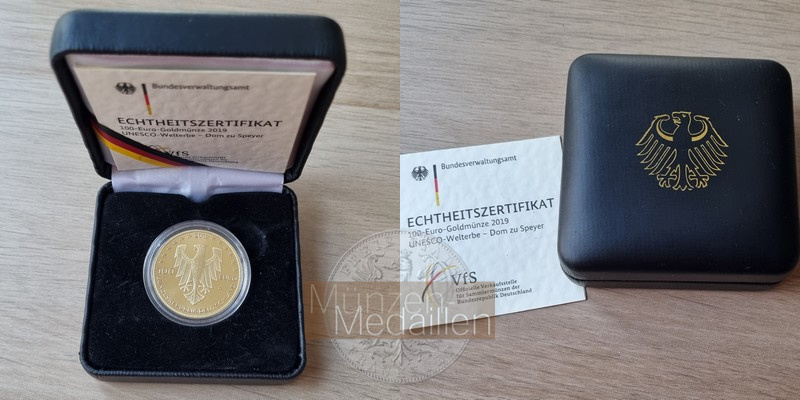 Bundesverwaltungsamt
ECHTHEITSZERTIFIKAT
100-Euro-Goldmünze 2019
UNESCO-Welterbe – Dom zu Speyer
VfS
Bundesverwaltungsamt
ECHTHEITSZERTIFIKAT
100-Euro-Goldmünze 2019
UNESCO-Welterbe – Dom zu Speyer
VfS
Offizielle Verkaufsstelle
für Sammlermünzen der
Bundesrepublik Deutschland
Münzen
Medaillen